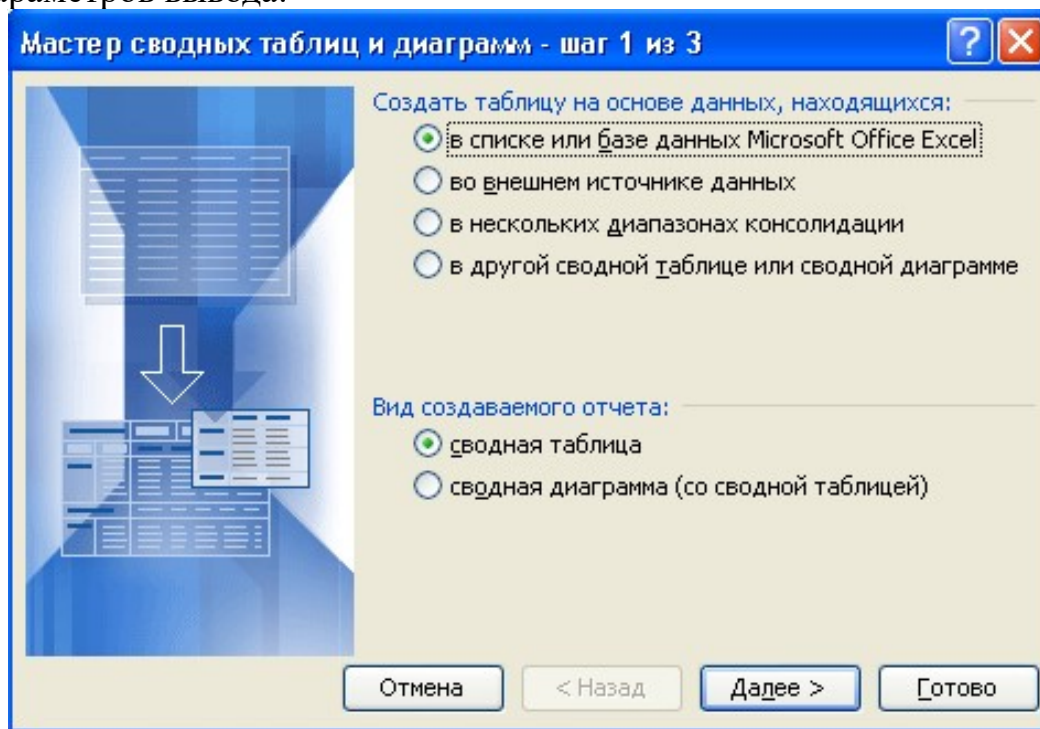 раметров вывода.
Мастер сводных таблиц и диаграмм - шаг 1 из 3
Создать таблицу на основе данных, находящихся:
в списке или базе данных Microsoft Office Excel
во внешнем источнике данных
в нескольких диапазонах консолидации
в другой сводной таблице или сводной диаграмме
Вид создаваемого отчета:
сводная таблица
сводная диаграмма (со сводной таблицей)
Отмена < Назад Далее > Готово